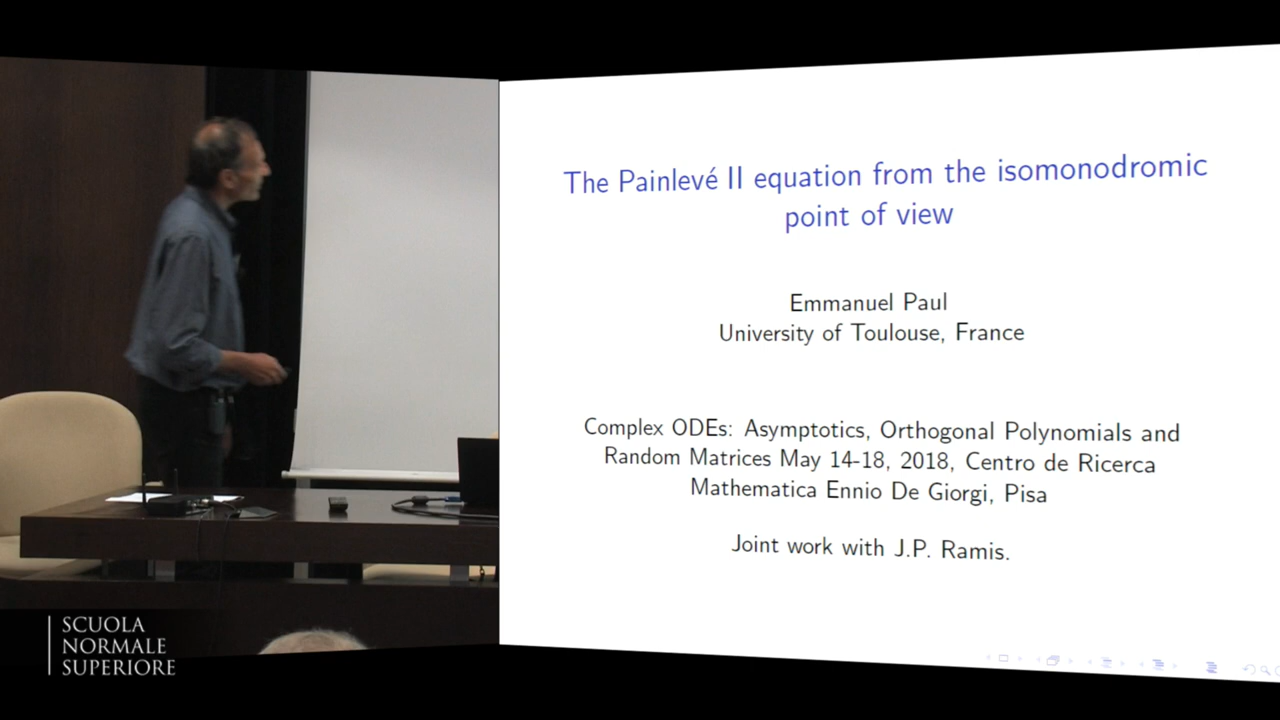 The Painlevé II equation from the isomonodromic
point of view
Emmanuel Paul
University of Toulouse, France
Complex ODEs: Asymptotics, Orthogonal Polynomials and
Random Matrices May 14-18, 2018, Centro de Ricerca
Mathematica Ennio De Giorgi, Pisa
Joint work with J.P. Ramis.
SCUOLA
NORMALE
SUPERIORE